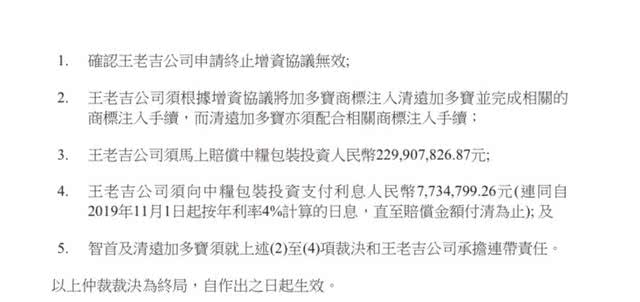 1. 確認王老吉公司申請終止增資協議無效;
2. 王老吉公司須根據增資協議將加多寶商標注入清遠加多寶並完成相關的
商標注入手續，而清遠加多寶亦須配合相關商標注入手續；
3. 王老吉公司須馬上賠償中糧包裝投資人民幣229,907,826.87元;
4. 王老吉公司須向中糧包裝投資支付利息人民幣7,734,799.26元(連同自
2019年11月1日起按年利率4%計算的日息，直至賠償金額付清為止); 及
5. 智首及清遠加多寶須就上述(2)至(4)項裁決和王老吉公司承擔連帶責任。
以上仲裁裁決為終局，自作出之日起生效。